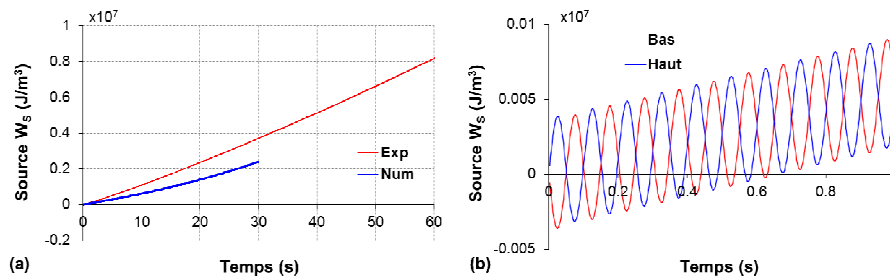 x10⁷
1
0.8
0.6
0.4
0.2
0
-0.2
0 10 20 30 40 50 60
Source Wₛ (J/m³)
Exp
Num
Temps (s)
(a)
x10⁷
0.01
0.005
0
-0.005
0 0.2 0.4 0.6 0.8
Source Wₛ (J/m³)
Bas
Haut
Temps (s)
(b)